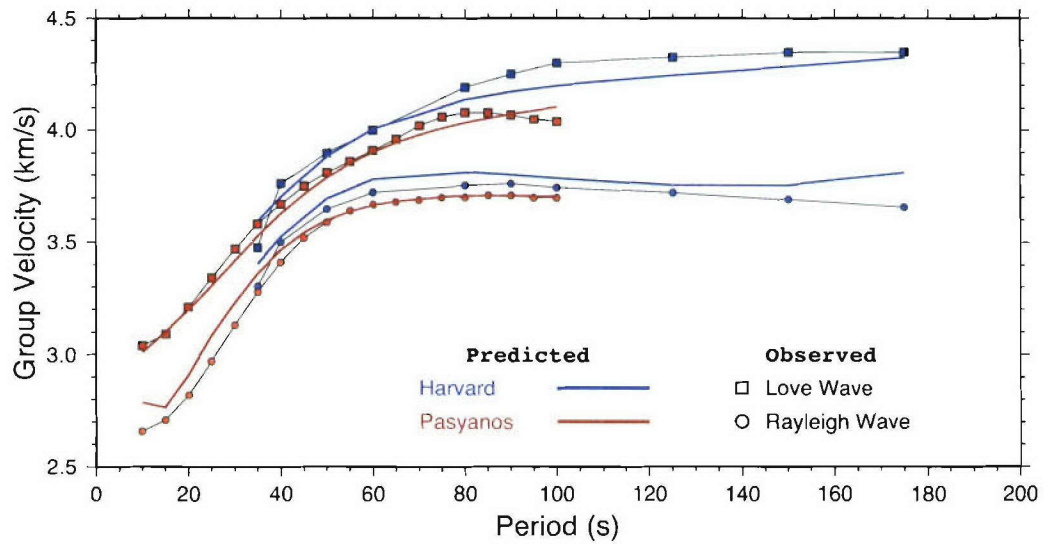 4.5
4.0
3.5
3.0
2.5
Group Velocity (km/s)
Predicted Observed
Harvard Love Wave
Pasyanos Rayleigh Wave
0 20 40 60 80 100 120 140 160 180 200
Period (s)